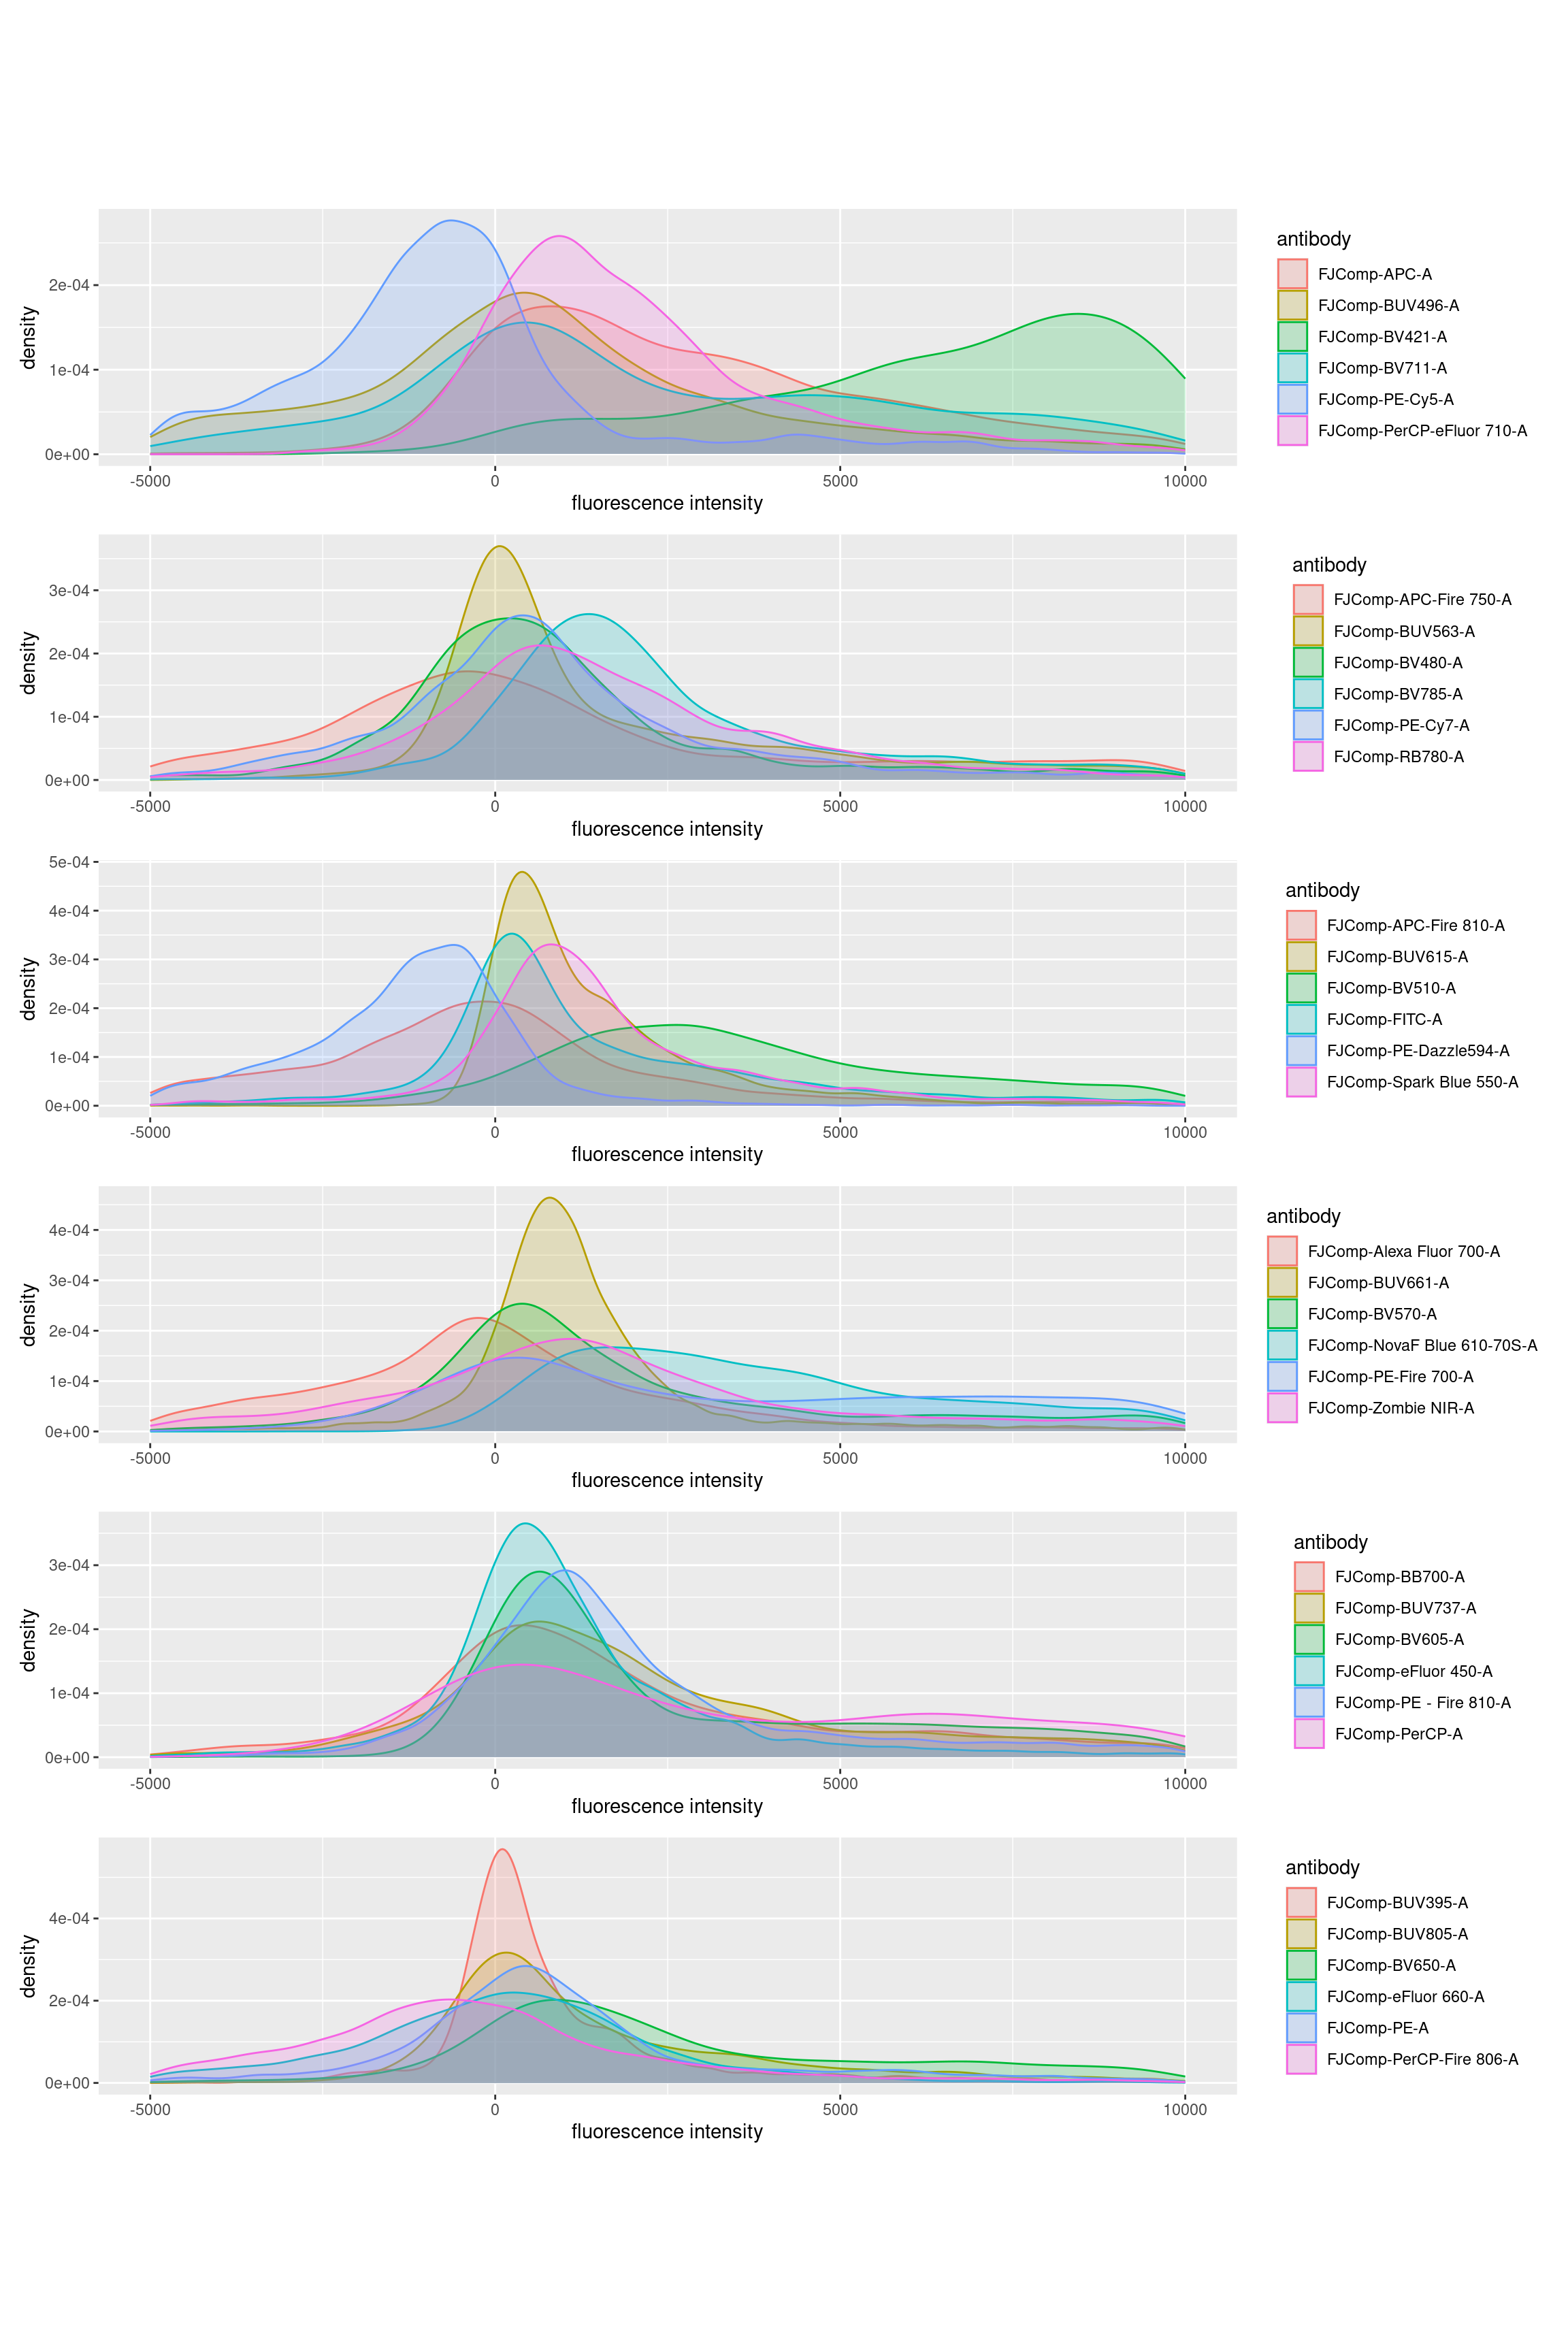 antibody
2e-04
1e-04
0e+00
density
FJComp-APC-A
FJComp-BUV496-A
FJComp-BV421-A
FJComp-BV711-A
FJComp-PE-Cy5-A
FJComp-PerCP-eFluor 710-A
-5000 0 5000 10000
fluorescence intensity
antibody
3e-04
2e-04
1e-04
0e+00
density
FJComp-APC-Fire 750-A
FJComp-BUV563-A
FJComp-BV480-A
FJComp-BV785-A
FJComp-PE-Cy7-A
FJComp-RB780-A
-5000 0 5000 10000
fluorescence intensity
antibody
5e-04
4e-04
3e-04
2e-04
1e-04
0e+00
density
FJComp-APC-Fire 810-A
FJComp-BUV615-A
FJComp-BV510-A
FJComp-FITC-A
FJComp-PE-Dazzle594-A
FJComp-Spark Blue 550-A
-5000 0 5000 10000
fluorescence intensity
antibody
4e-04
3e-04
2e-04
1e-04
0e+00
density
FJComp-Alexa Fluor 700-A
FJComp-BUV661-A
FJComp-BV570-A
FJComp-NovaF Blue 610-70S-A
FJComp-PE-Fire 700-A
FJComp-Zombie NIR-A
-5000 0 5000 10000
fluorescence intensity
antibody
3e-04
2e-04
1e-04
0e+00
density
FJComp-BB700-A
FJComp-BUV737-A
FJComp-BV605-A
FJComp-eFluor 450-A
FJComp-PE - Fire 810-A
FJComp-PerCP-A
-5000 0 5000 10000
fluorescence intensity
antibody
4e-04
2e-04
0e+00
density
FJComp-BUV395-A
FJComp-BUV805-A
FJComp-BV650-A
FJComp-eFluor 660-A
FJComp-PE-A
FJComp-PerCP-Fire 806-A
-5000 0 5000 10000
fluorescence intensity